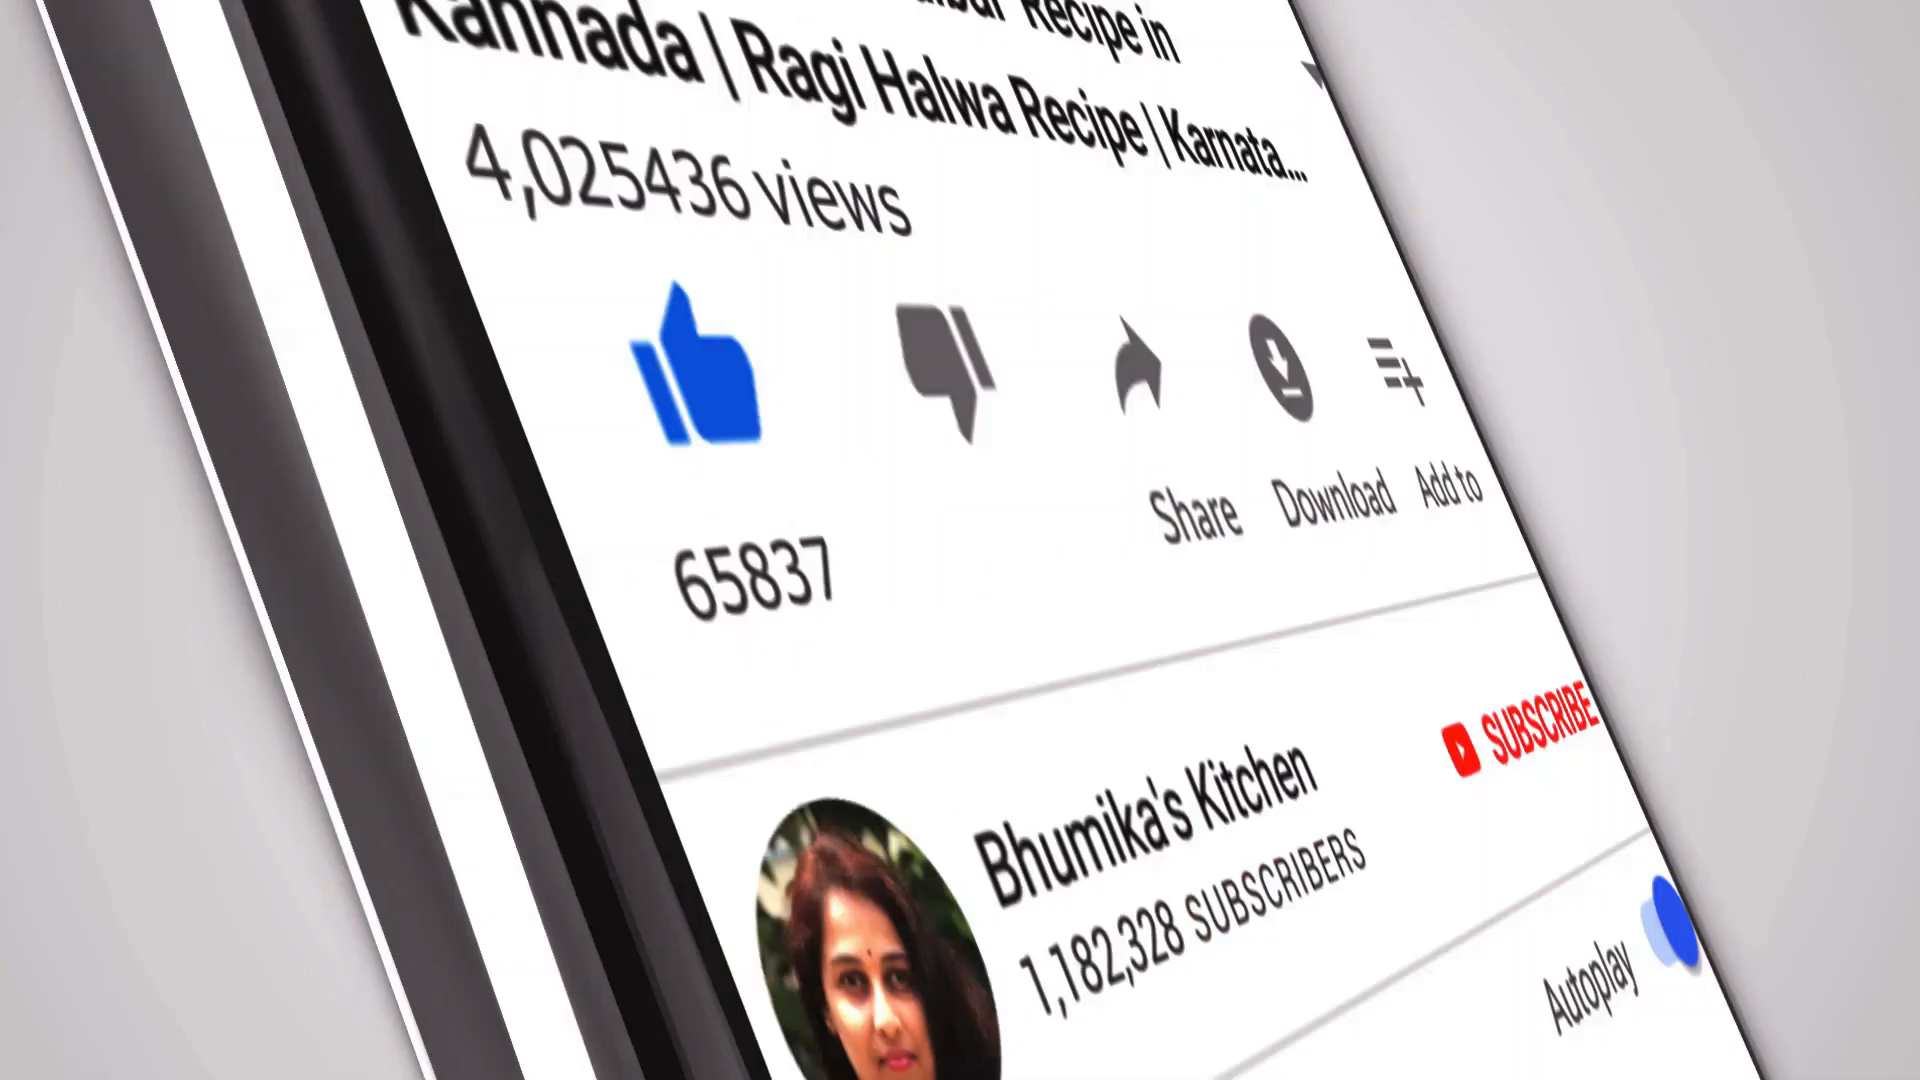 Recipe in
Kannada | Ragi Halwa Recipe | Karnata...
4,025436 views
65837
Share Download Add to
Bhumika's Kitchen
SUBSCRIBE
1,182,328 SUBSCRIBERS
Autoplay